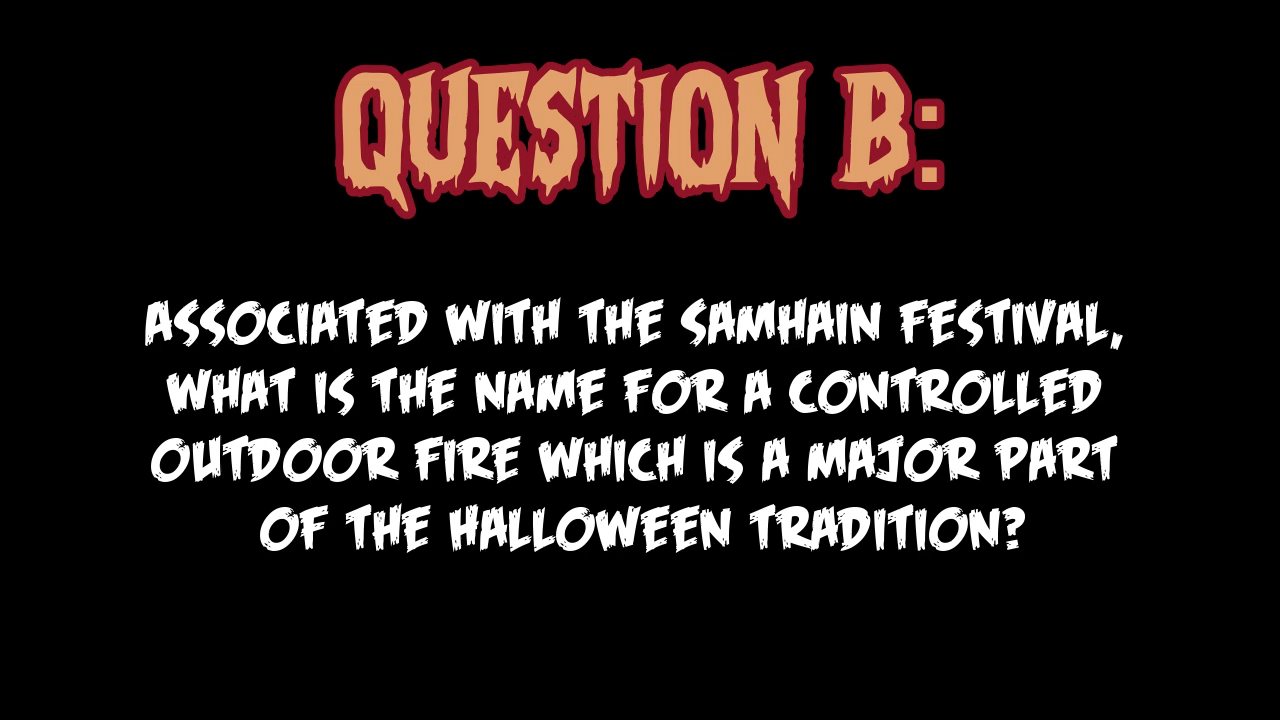 QUESTION B:
ASSOCIATED WITH THE SAMHAIN FESTIVAL,
WHAT IS THE NAME FOR A CONTROLLED
OUTDOOR FIRE WHICH IS A MAJOR PART
OF THE HALLOWEEN TRADITION?